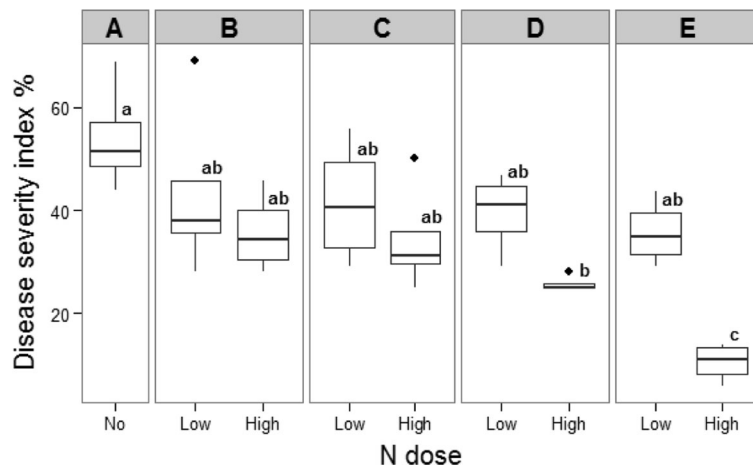 A B C D E
Disease severity index %
60
40
20
a
ab
ab
ab
ab
ab
b
ab
c
No Low High Low High Low High Low High
N dose